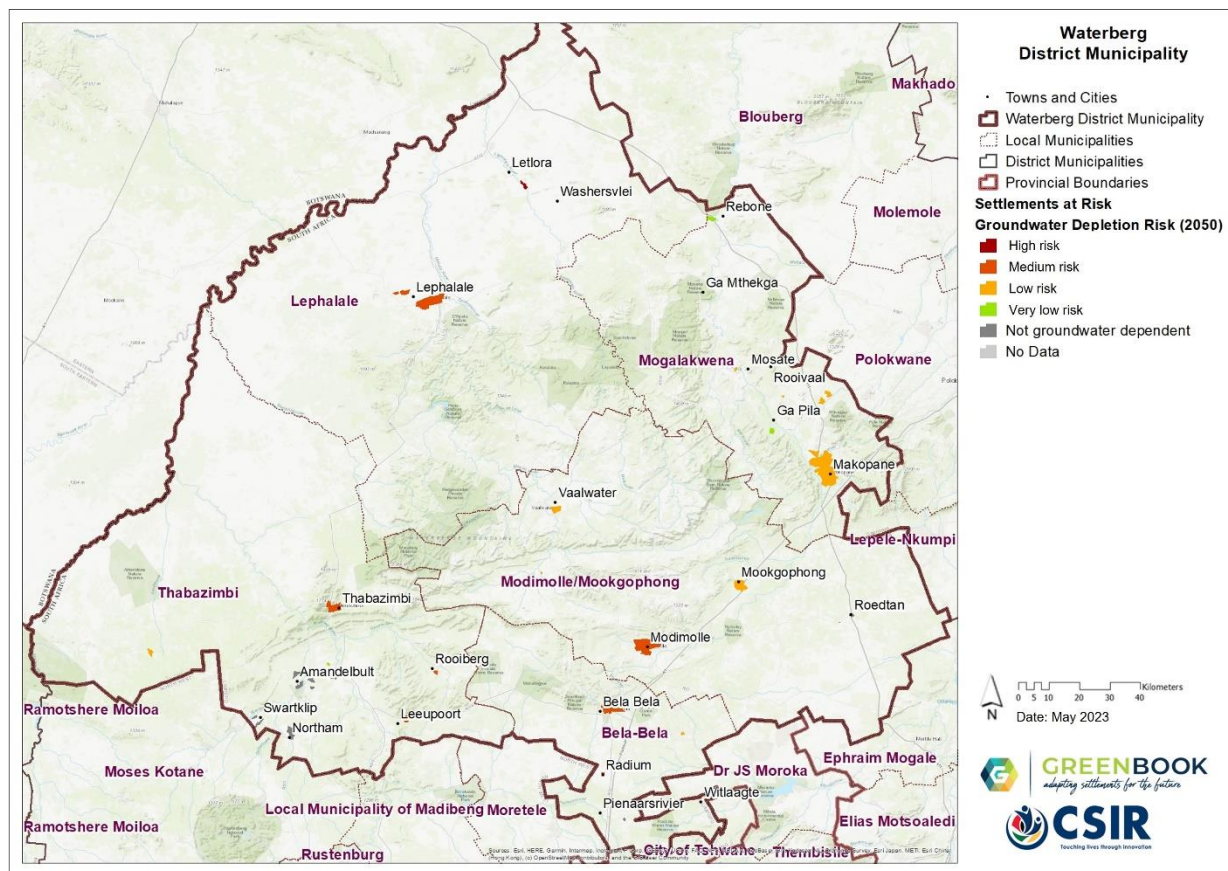 Waterberg
District Municipality
Towns and Cities
Waterberg District Municipality
Local Municipalities
District Municipalities
Provincial Boundaries
Settlements at Risk
Groundwater Depletion Risk (2050)
High risk
Medium risk
Low risk
Very low risk
Not groundwater dependent
No Data
Makhado
Blouberg
Letlora
Washersvlei
Molemole
Rebone
BOTSWANA
SOUTH AFRICA
Lephalale
Lephalale
Ga Mthekga
Mogalakwena
Mosate
Polokwane
Rooivaal
Ga Pila
Makopane
Vaalwater
Lepele-Nkumpi
Modimolle/Mookgophong
Mookgophong
BOTSWANA
SOUTH AFRICA
Thabazimbi
Thabazimbi
Roedtan
Modimolle
Rooiberg
Amandelbult
Bela Bela
Ramotshere Moiloa
Swartklip
Leeupoort
Northam
Bela-Bela
Radium
Moses Kotane
Dr JS Moroka
Ephraim Mogale
Local Municipality of Madibeng
Moretele
Witlaagte
Pienaarsrivier
Ramotshere Moiloa
Elias Motsoaledi
Rustenburg
City of Tshwane
Thembisile
0 5 10 20 30 40
Kilometers
N
Date: May 2023
GREENBOOK
adapting settlements for the future
CSIR
Touching lives through innovation